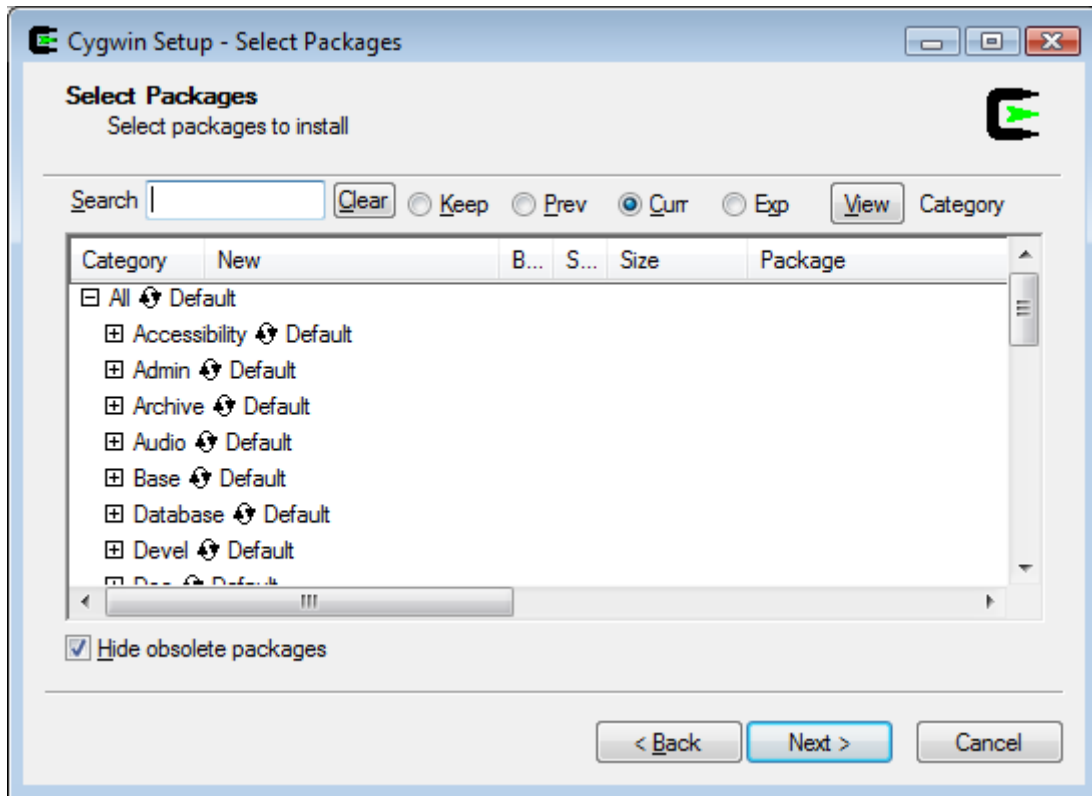 Cygwin Setup - Select Packages
Select Packages
Select packages to install
Search Clear Keep Prev Curr Exp View Category
Category New B... S... Size Package
All Default
Accessibility Default
Admin Default
Archive Default
Audio Default
Base Default
Database Default
Devel Default
Hide obsolete packages
< Back Next > Cancel